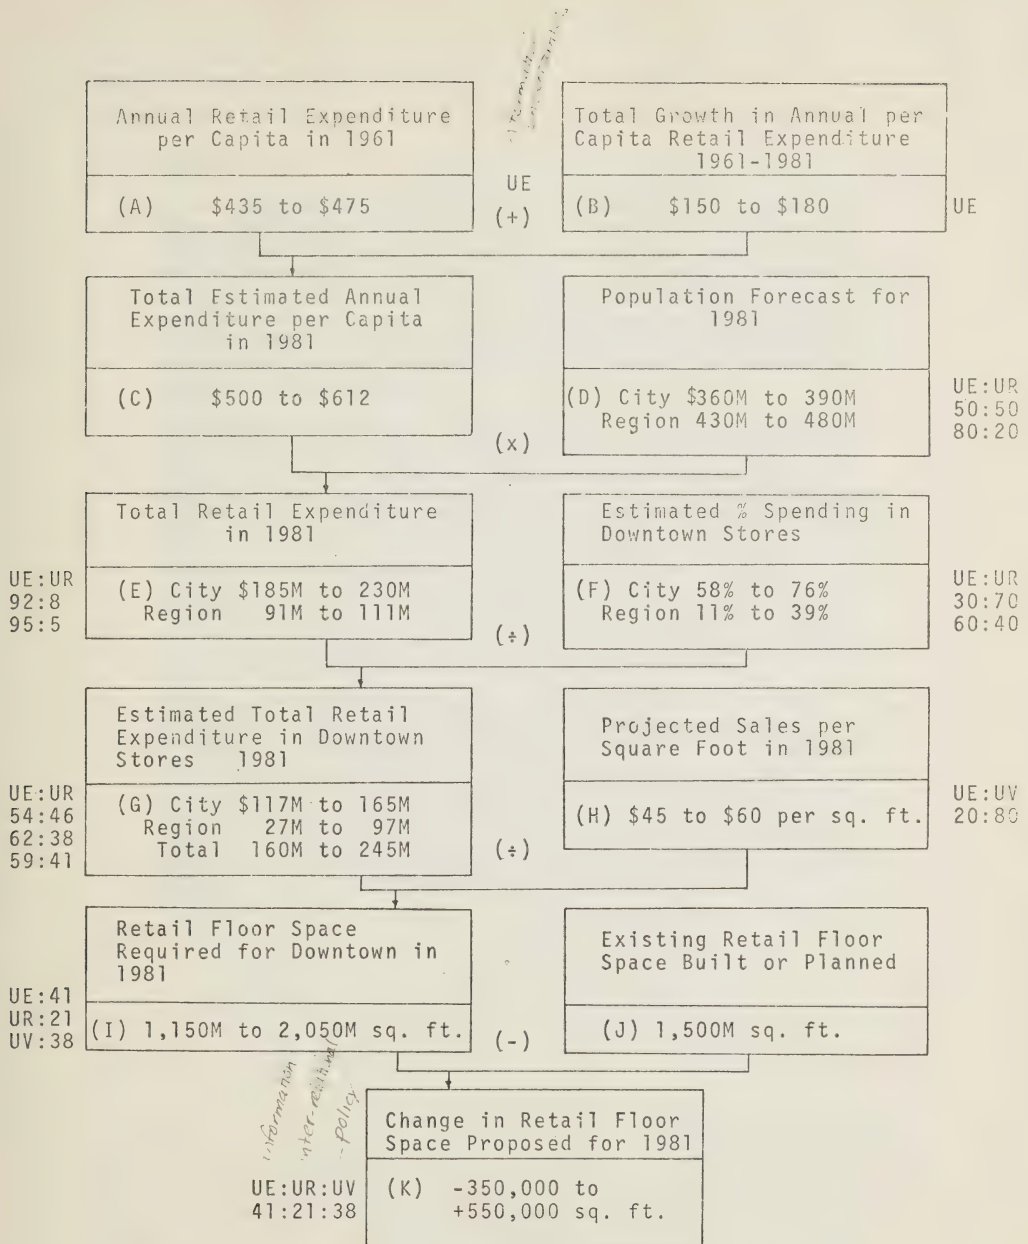 Annual Retail Expenditure
per Capita in 1961
(A) $435 to $475
UE
(+)
Total Growth in Annual per
Capita Retail Expenditure
1961-1981
(B) $150 to $180
UE
Total Estimated Annual
Expenditure per Capita
in 1981
(C) $500 to $612
(x)
Population Forecast for
1981
(D) City $360M to 390M
Region 430M to 480M
UE:UR
50:50
80:20
UE:UR
92:8
95:5
Total Retail Expenditure
in 1981
(E) City $185M to 230M
Region 91M to 111M
(÷)
Estimated % Spending in
Downtown Stores
(F) City 58% to 76%
Region 11% to 39%
UE:UR
30:70
60:40
UE:UR
54:46
62:38
59:41
Estimated Total Retail
Expenditure in Downtown
Stores 1981
(G) City $117M to 165M
Region 27M to 97M
Total 160M to 245M
(÷)
Projected Sales per
Square Foot in 1981
(H) $45 to $60 per sq. ft.
UE:UV
20:80
UE:41
UR:21
UV:38
Retail Floor Space
Required for Downtown in
1981
(I) 1,150M to 2,050M sq. ft.
(-)
Existing Retail Floor
Space Built or Planned
(J) 1,500M sq. ft.
information
-policy
UE:UR:UV
41:21:38
Change in Retail Floor
Space Proposed for 1981
(K) -350,000 to
+550,000 sq. ft.